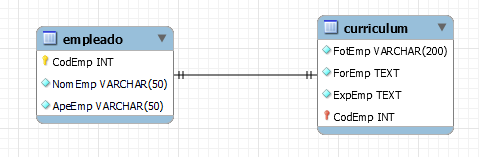 empleado
CodEmp INT
NomEmp VARCHAR(50)
ApeEmp VARCHAR(50)
curriculum
FotEmp VARCHAR(200)
ForEmp TEXT
ExpEmp TEXT
CodEmp INT